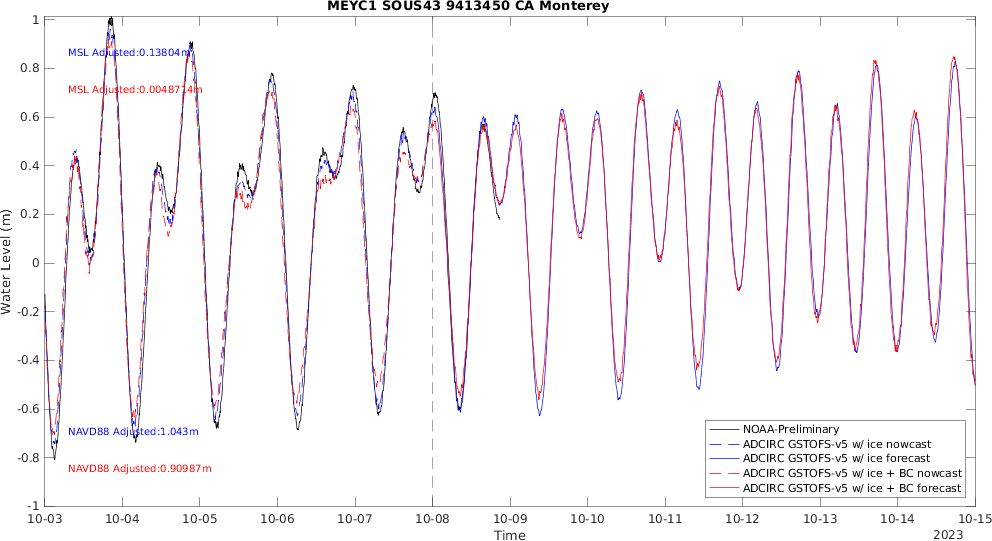 MEYC1 SOUS43 9413450 CA Monterey
1
0.8
0.6
0.4
0.2
0
-0.2
-0.4
-0.6
-0.8
-1
Water Level (m)
MSL Adjusted:0.13804m
MSL Adjusted:0.0048714m
NAVD88 Adjusted:1.043m
NAVD88 Adjusted:0.90987m
NOAA-Preliminary
ADCIRC GSTOFS-v5 w/ ice nowcast
ADCIRC GSTOFS-v5 w/ ice forecast
ADCIRC GSTOFS-v5 w/ ice + BC nowcast
ADCIRC GSTOFS-v5 w/ ice + BC forecast
10-03 10-04 10-05 10-06 10-07 10-08 10-09 10-10 10-11 10-12 10-13 10-14 10-15
Time
2023